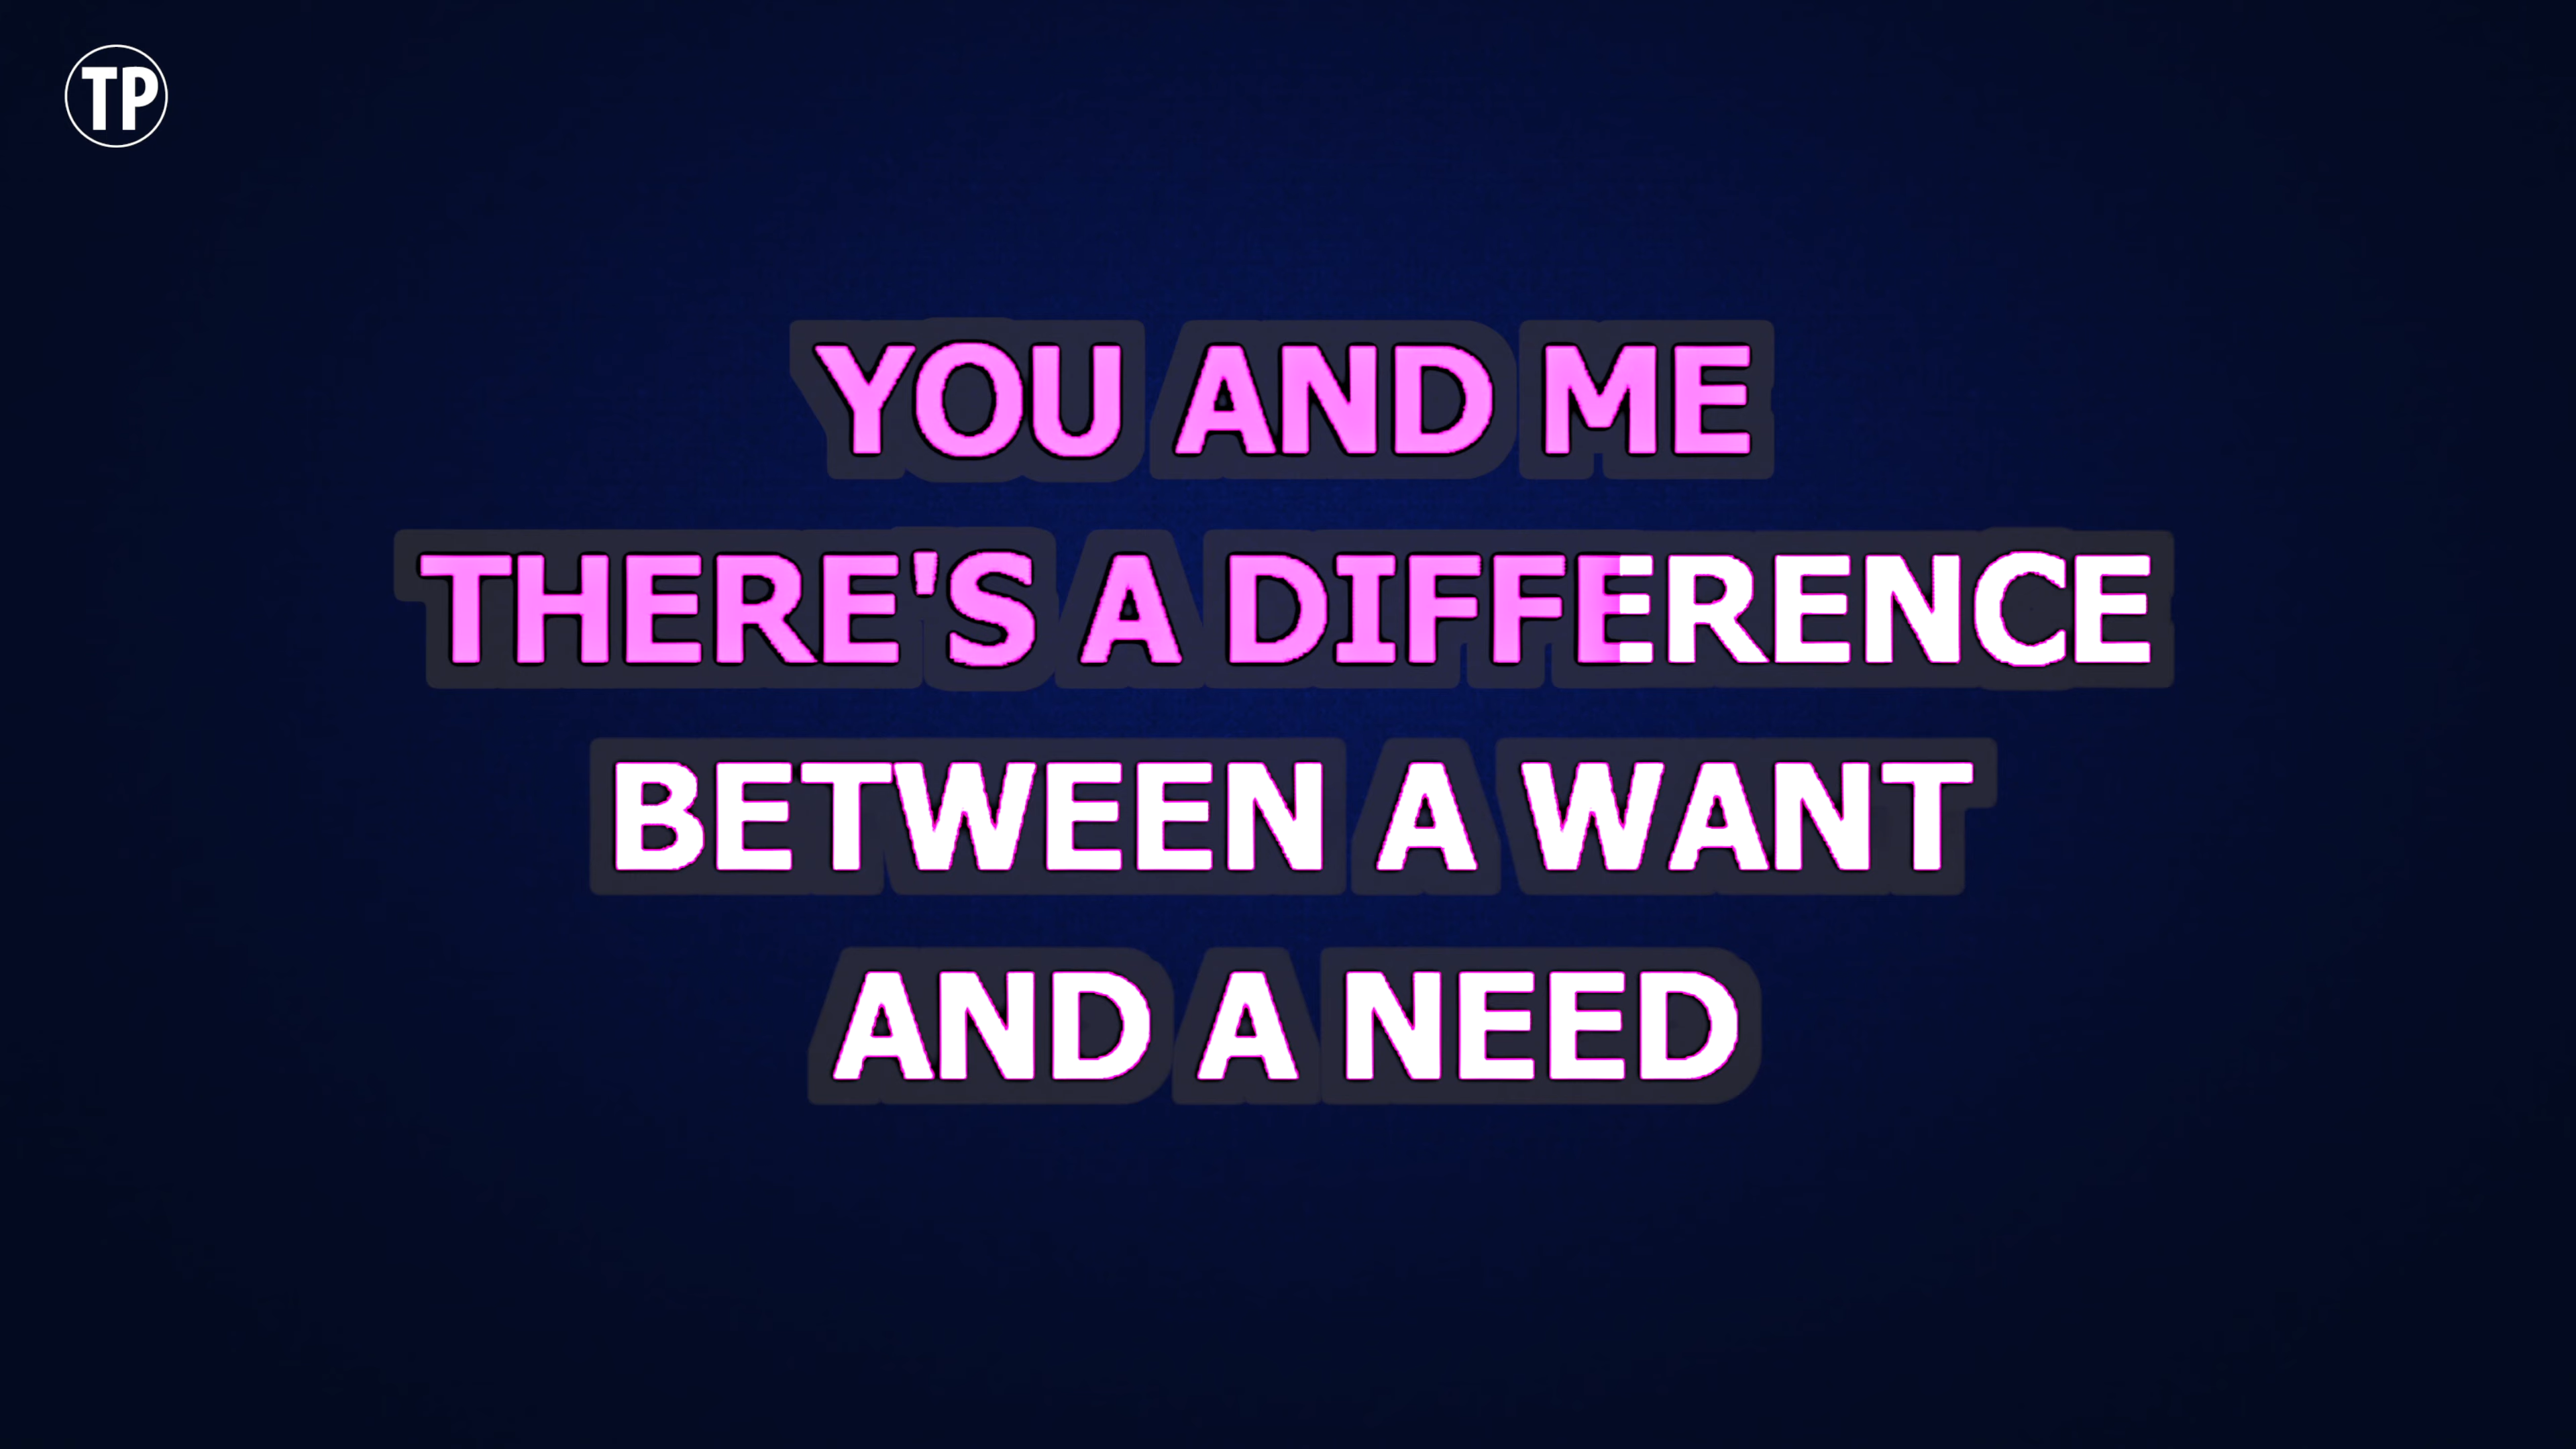 TP
YOU AND ME
THERE'S A DIFFERENCE
BETWEEN A WANT
AND A NEED